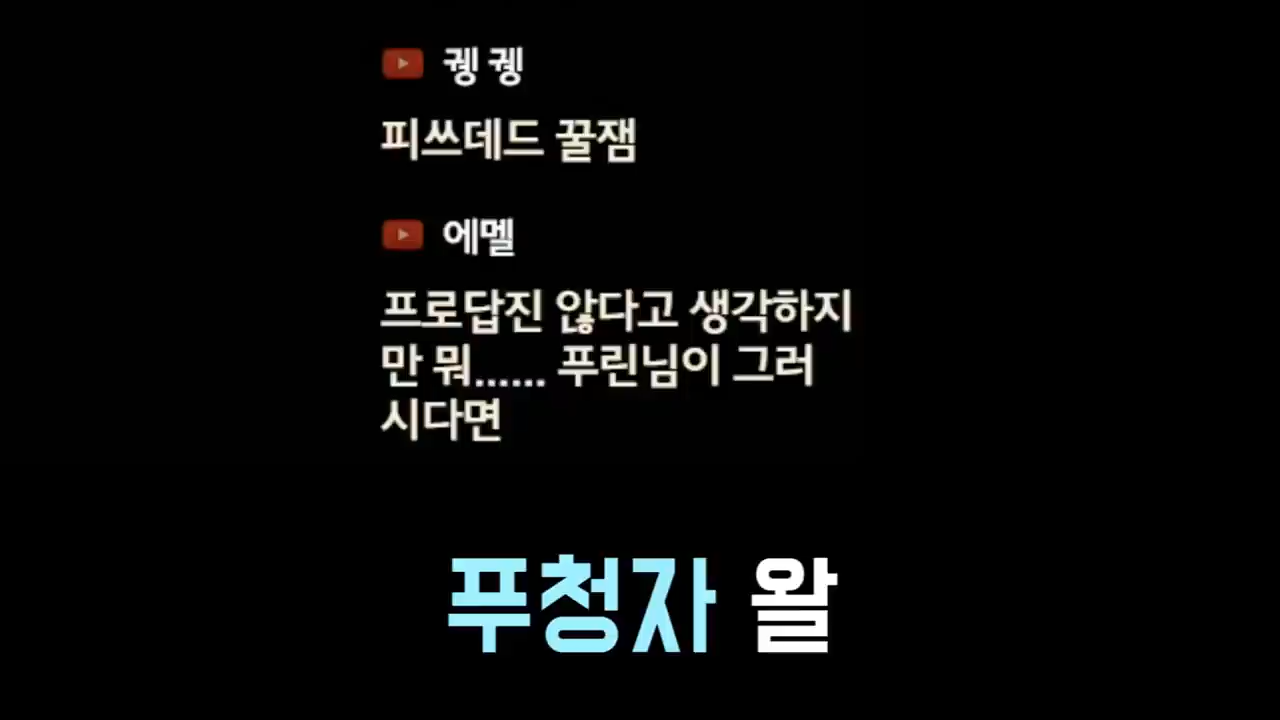 궹 궹
피쓰데드 꿀잼
에멜
프로답진 않다고 생각하지
만 뭐...... 푸린님이 그러
시다면
푸청자 왈